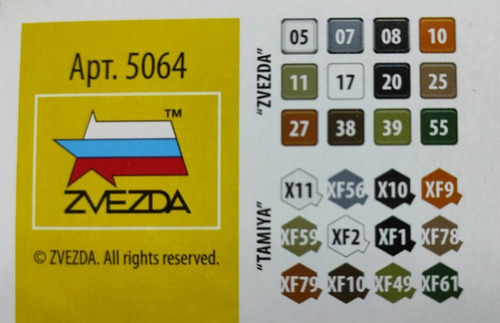 Арт. 5064
TM
ZVEZDA
© ZVEZDA. All rights reserved.
"ZVEZDA"
05 07 08 10
11 17 20 25
27 38 39 55
"TAMIYA"
X11 XF56 X10 XF9
XF59 XF2 XF1 XF78
XF79 XF10 XF49 XF61